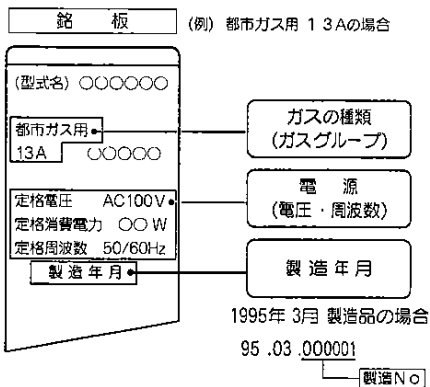 銘板
(例) 都市ガス用 13Aの場合
(型式名) ○○○○○○
都市ガス用
13A ○○○○○
ガスの種類
(ガスグループ)
定格電圧 AC100V
定格消費電力 ○○W
定格周波数 50/60Hz
電源
(電圧・周波数)
製造年月
製造年月
1995年 3月 製造品の場合
95.03.000001
製造No